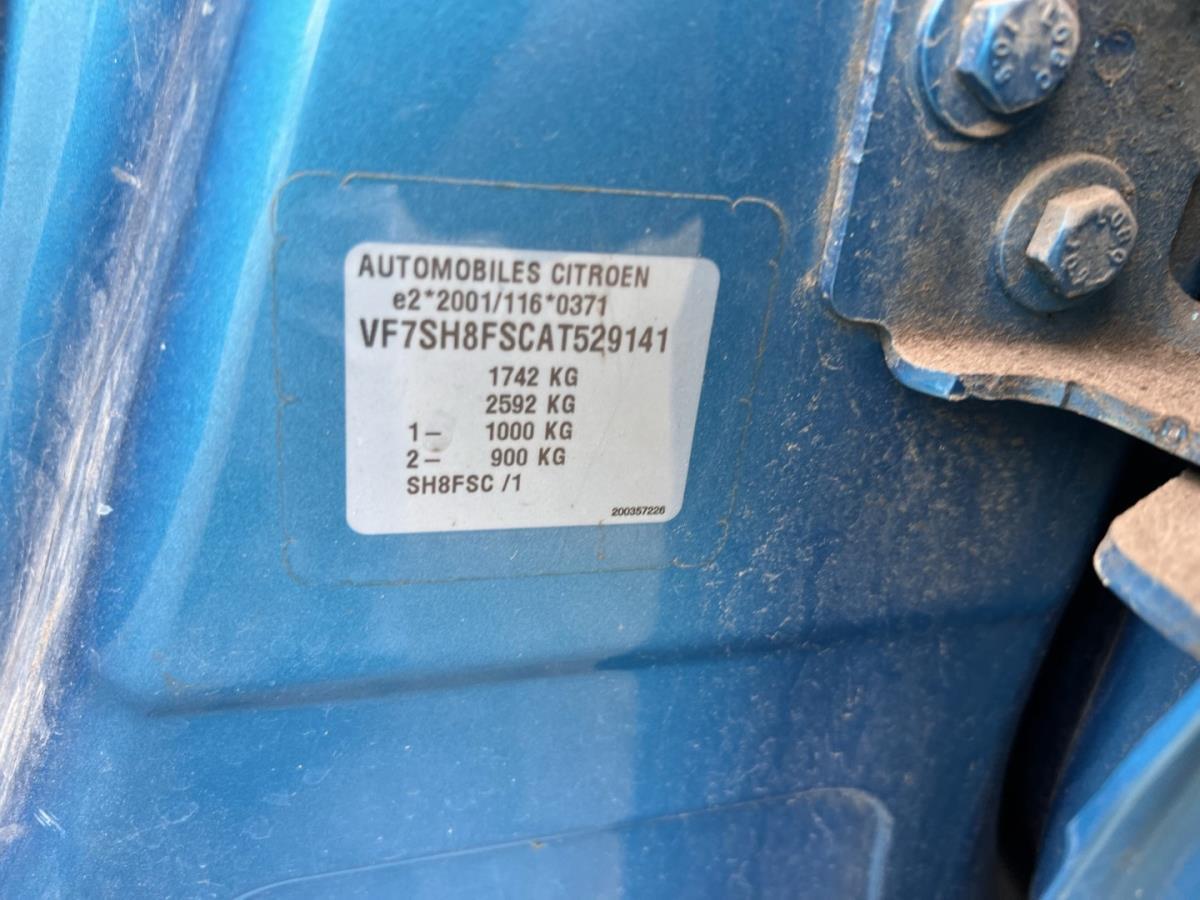 AUTOMOBILES CITROEN
e2*2001/116*0371
VF7SH8FSCAT529141
1742 KG
2592 KG
1– 1000 KG
2– 900 KG
SH8FSC /1
200357226